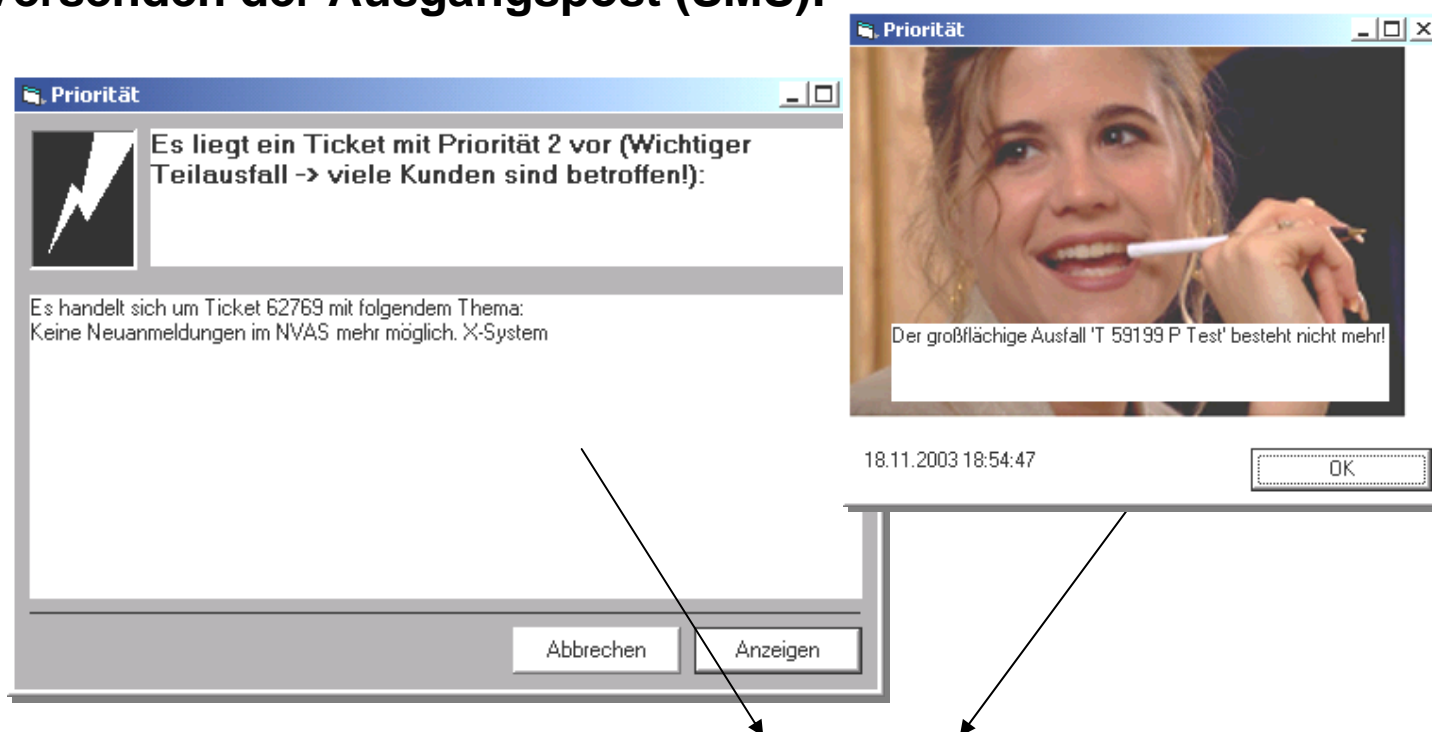 Versenden der Ausgangspost (SMS):
Priorität
Es liegt ein Ticket mit Priorität 2 vor (Wichtiger
Teilausfall -> viele Kunden sind betroffen!):
Es handelt sich um Ticket 62769 mit folgendem Thema:
Keine Neuanmeldungen im NVAS mehr möglich. X-System
Abbrechen
Anzeigen
Priorität
Der großflächige Ausfall 'T 59199 P Test' besteht nicht mehr!
18.11.2003 18:54:47
OK